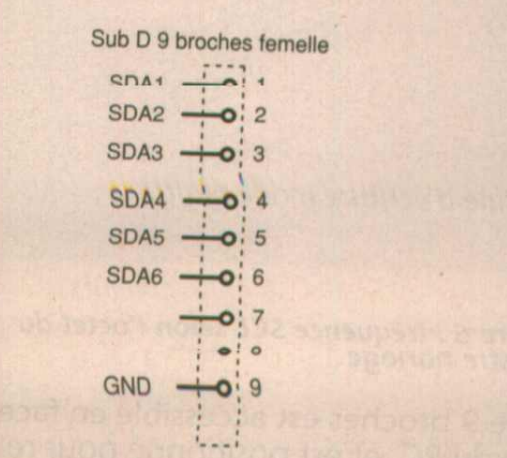 Sub D 9 broches femelle
SDA1 1
SDA2 2
SDA3 3
SDA4 4
SDA5 5
SDA6 6
7
GND 9